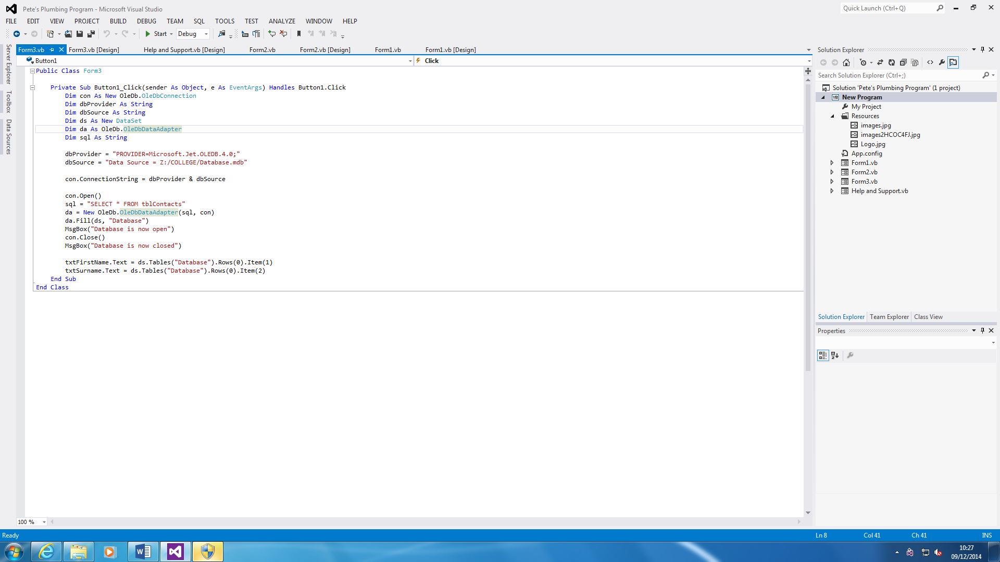 Pete's Plumbing Program - Microsoft Visual Studio
Quick Launch (Ctrl+Q)
FILE EDIT VIEW PROJECT BUILD DEBUG TEAM SQL TOOLS TEST ANALYZE WINDOW HELP
Start Debug
Server Explorer
Toolbox
Data Sources
Form3.vb Form3.vb [Design] Help and Support.vb [Design] Form2.vb Form2.vb [Design] Form1.vb Form1.vb [Design]
Button1 Click
Public Class Form3
Private Sub Button1_Click(sender As Object, e As EventArgs) Handles Button1.Click
Dim con As New OleDb.OleDbConnection
Dim dbProvider As String
Dim dbSource As String
Dim ds As New DataSet
Dim da As OleDb.OleDbDataAdapter
Dim sql As String
dbProvider = "PROVIDER=Microsoft.Jet.OLEDB.4.0;"
dbSource = "Data Source = Z:/COLLEGE/Database.mdb"
con.ConnectionString = dbProvider & dbSource
con.Open()
sql = "SELECT * FROM tblContacts"
da = New OleDb.OleDbDataAdapter(sql, con)
da.Fill(ds, "Database")
MsgBox("Database is now open")
con.Close()
MsgBox("Database is now closed")
txtFirstName.Text = ds.Tables("Database").Rows(0).Item(1)
txtSurname.Text = ds.Tables("Database").Rows(0).Item(2)
End Sub
End Class
100 %
Solution Explorer
Search Solution Explorer (Ctrl+;)
Solution 'Pete's Plumbing Program' (1 project)
VB New Program
My Project
Resources
images.jpg
images2HCOC4FJ.jpg
Logo.jpg
App.config
Form1.vb
Form2.vb
Form3.vb
Help and Support.vb
Solution Explorer Team Explorer Class View
Properties
Ready Ln 8 Col 41 Ch 41 INS
10:27
09/12/2014